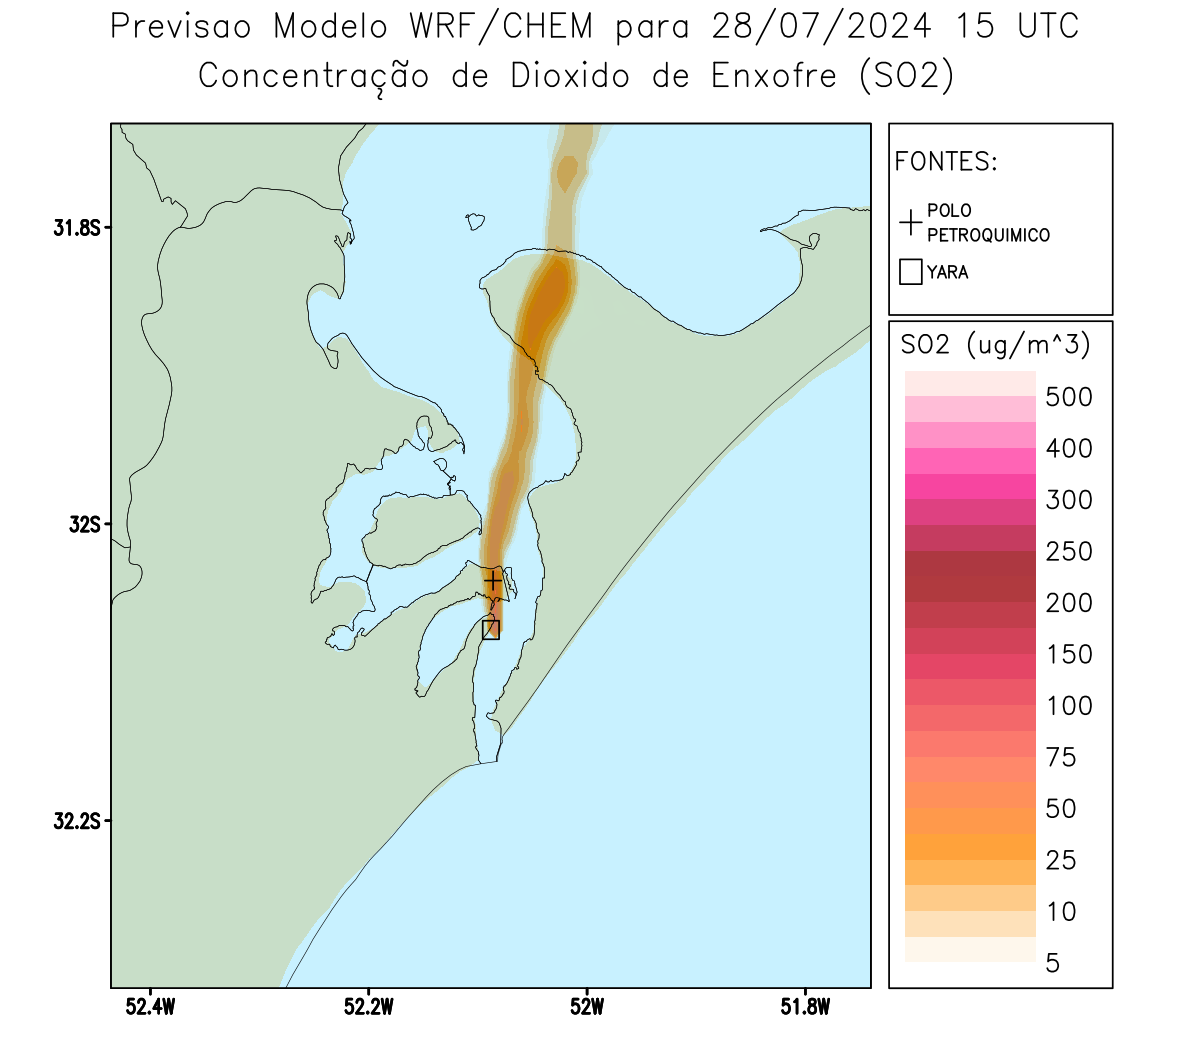 Previsao Modelo WRF/CHEM para 28/07/2024 15 UTC
Concentração de Dioxido de Enxofre (SO2)
FONTES:
POLO
PETROQUIMICO
YARA
31.8S
32S
32.2S
52.4W
52.2W
52W
51.8W
SO2 (ug/m^3)
500
400
300
250
200
150
100
75
50
25
10
5